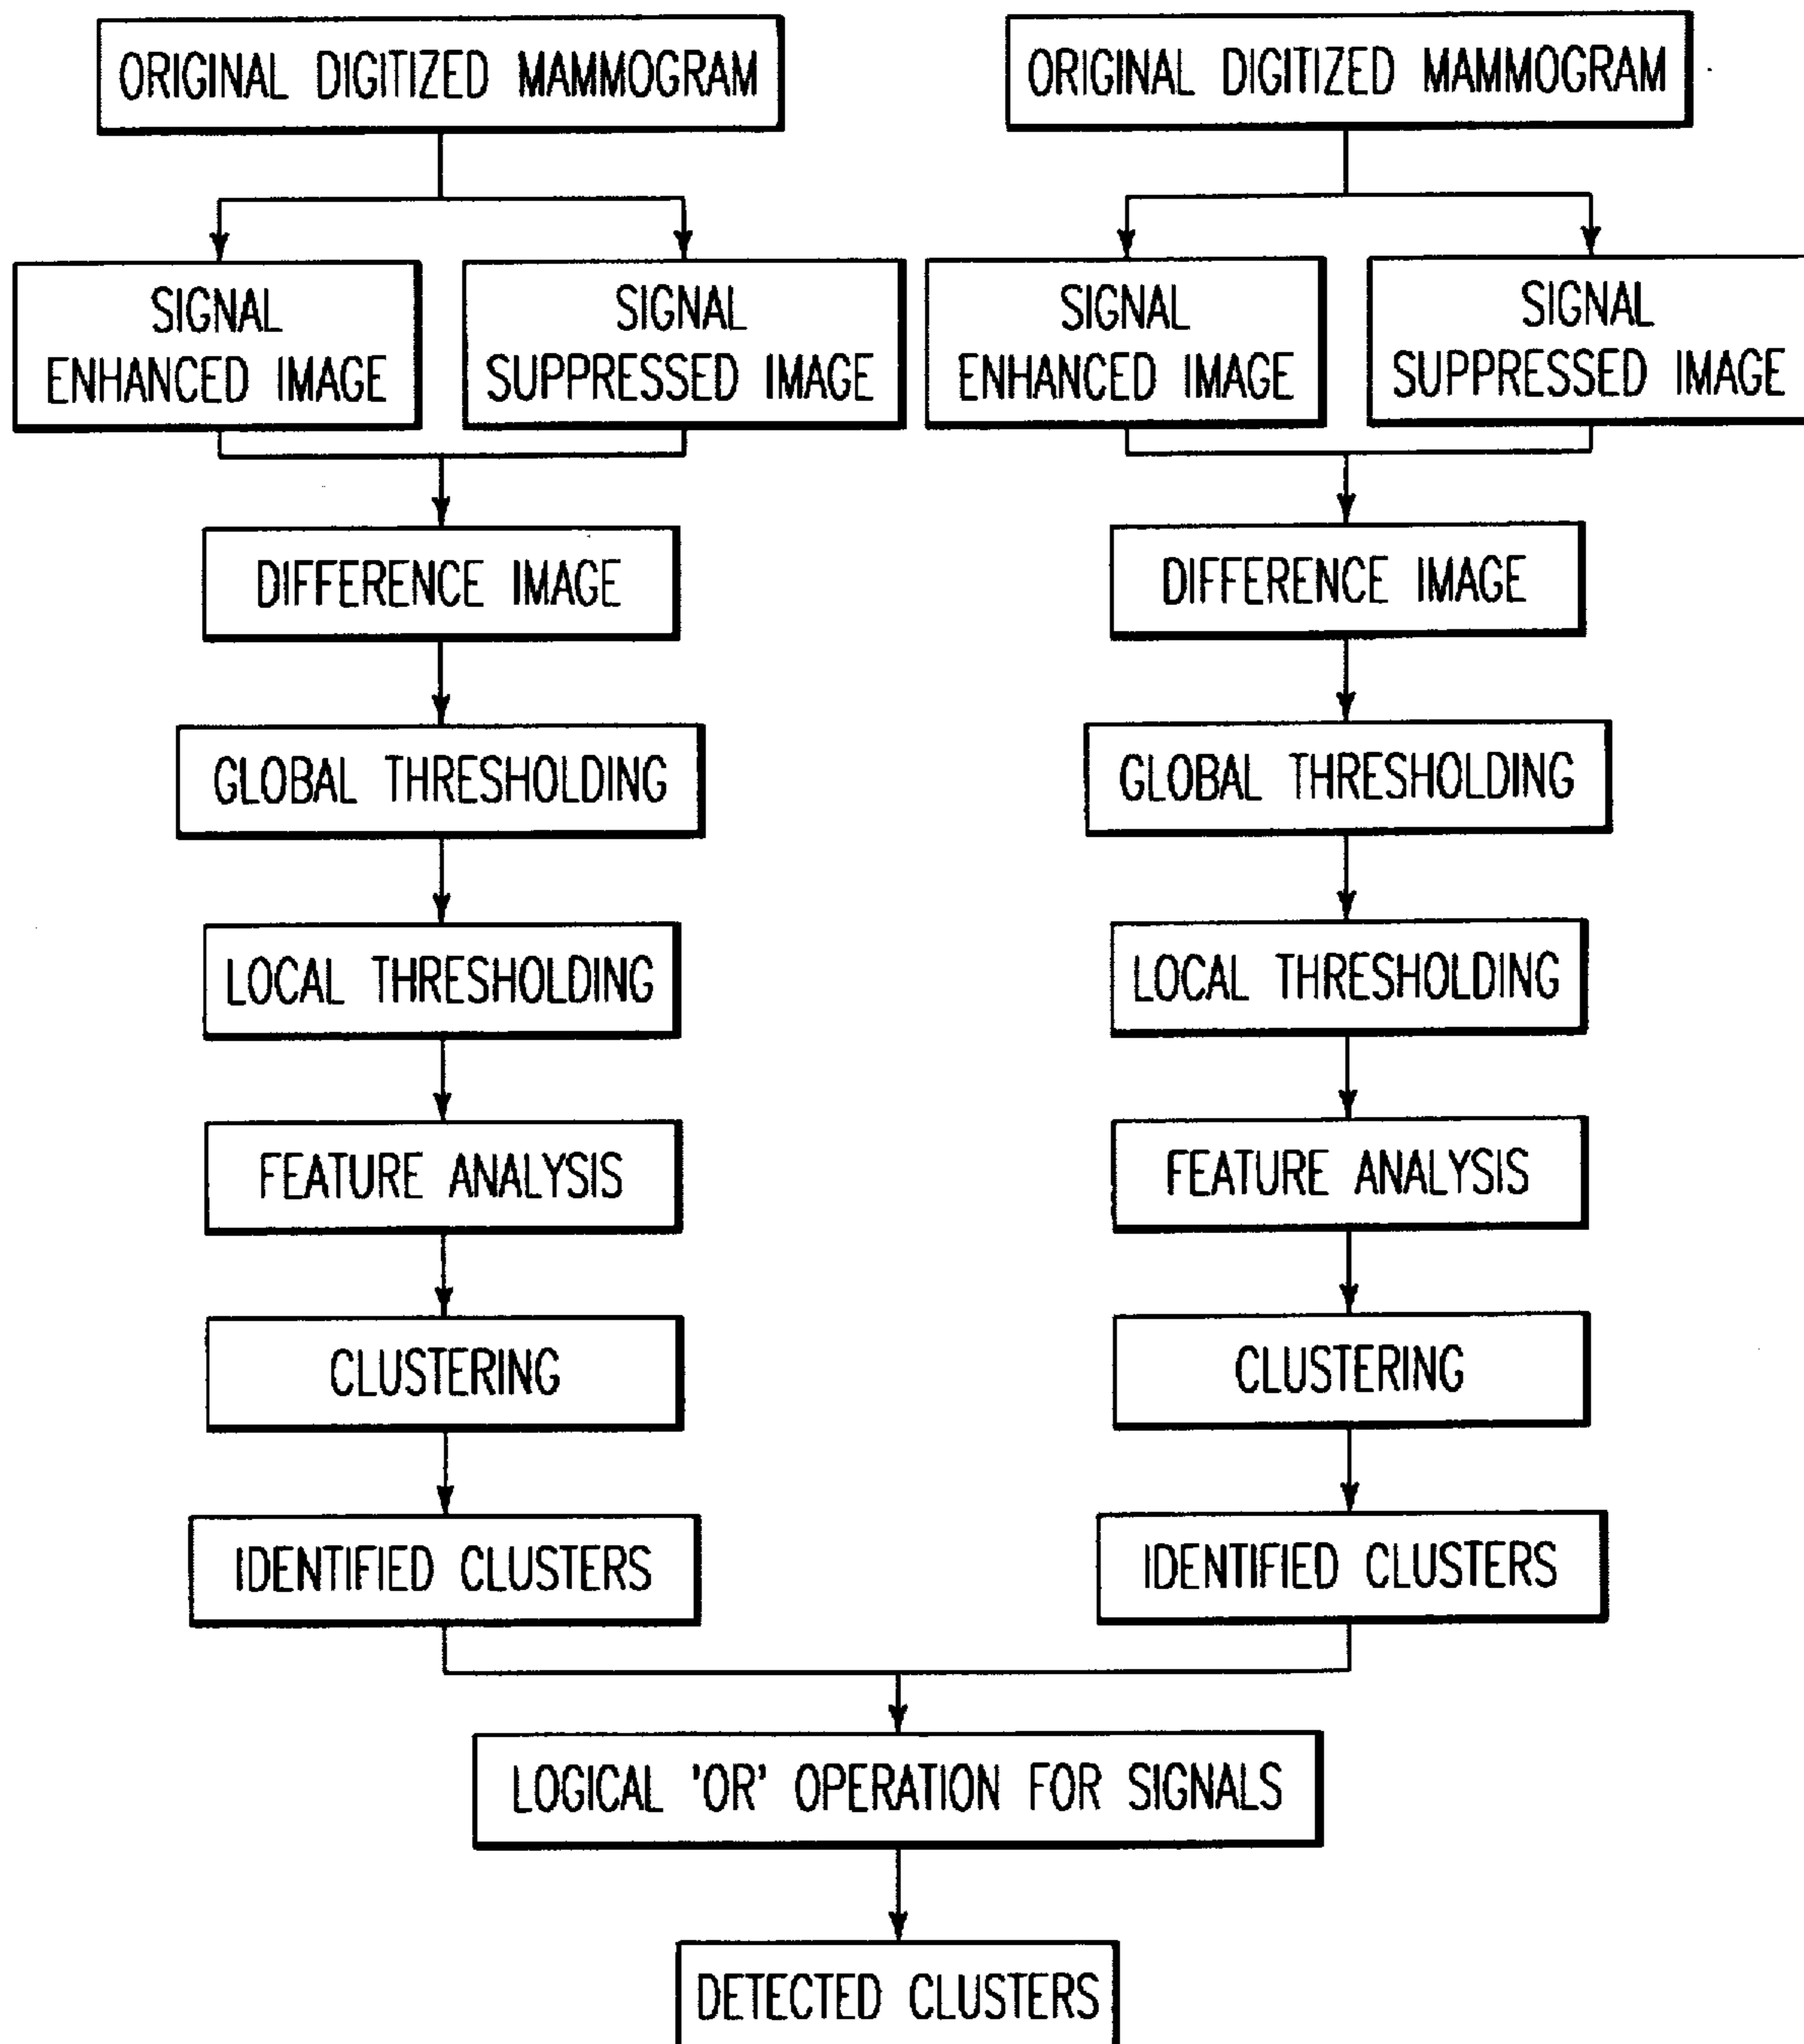 ORIGINAL DIGITIZED MAMMOGRAM
SIGNAL
ENHANCED IMAGE
SIGNAL
SUPPRESSED IMAGE
DIFFERENCE IMAGE
GLOBAL THRESHOLDING
LOCAL THRESHOLDING
FEATURE ANALYSIS
CLUSTERING
IDENTIFIED CLUSTERS
ORIGINAL DIGITIZED MAMMOGRAM
SIGNAL
ENHANCED IMAGE
SIGNAL
SUPPRESSED IMAGE
DIFFERENCE IMAGE
GLOBAL THRESHOLDING
LOCAL THRESHOLDING
FEATURE ANALYSIS
CLUSTERING
IDENTIFIED CLUSTERS
LOGICAL 'OR' OPERATION FOR SIGNALS
DETECTED CLUSTERS